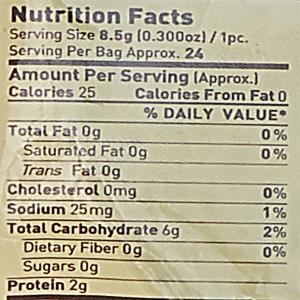 Nutrition Facts
Serving Size 8.5g (0.300oz) / 1pc.
Serving Per Bag Approx. 24
Amount Per Serving (Approx.)
Calories 25 Calories From Fat 0
% DAILY VALUE*
Total Fat 0g 0%
Saturated Fat 0g 0%
Trans Fat 0g
Cholesterol 0mg 0%
Sodium 25mg 1%
Total Carbohydrate 6g 2%
Dietary Fiber 0g 0%
Sugars 0g
Protein 2g